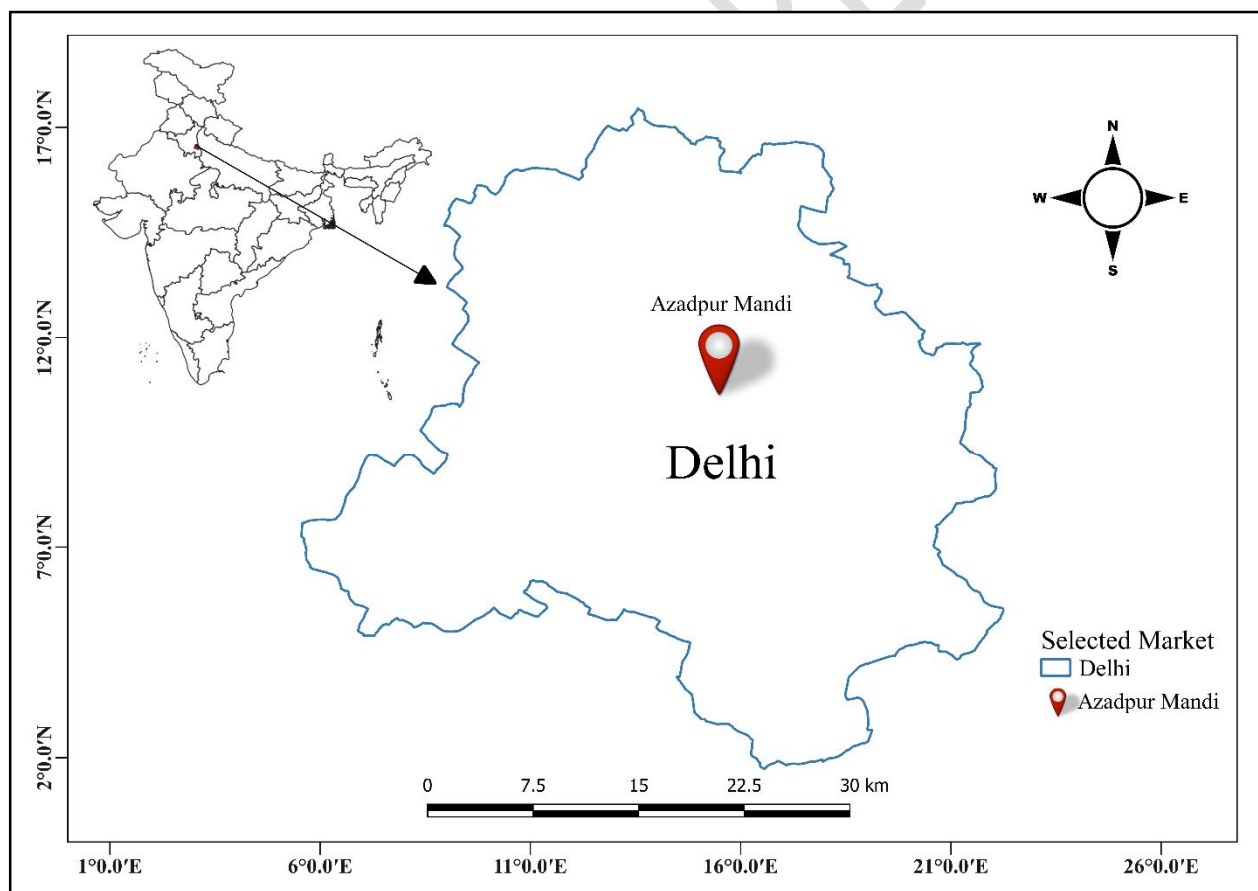 N
W
E
S
17°0.0'N
12°0.0'N
7°0.0'N
2°0.0'N
Azadpur Mandi
Delhi
Selected Market
Delhi
Azadpur Mandi
0 7.5 15 22.5 30 km
1°0.0'E 6°0.0'E 11°0.0'E 16°0.0'E 21°0.0'E 26°0.0'E